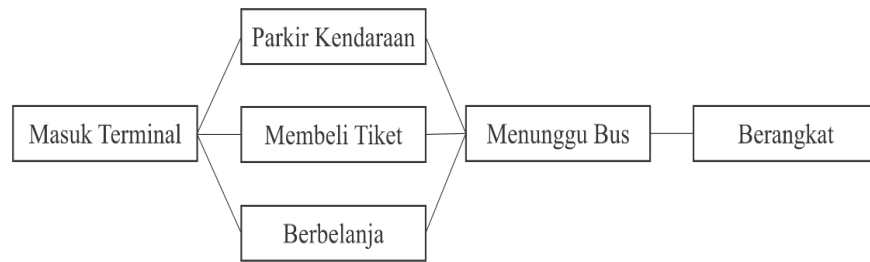 Parkir Kendaraan
Masuk Terminal
Membeli Tiket
Menunggu Bus
Berangkat
Berbelanja